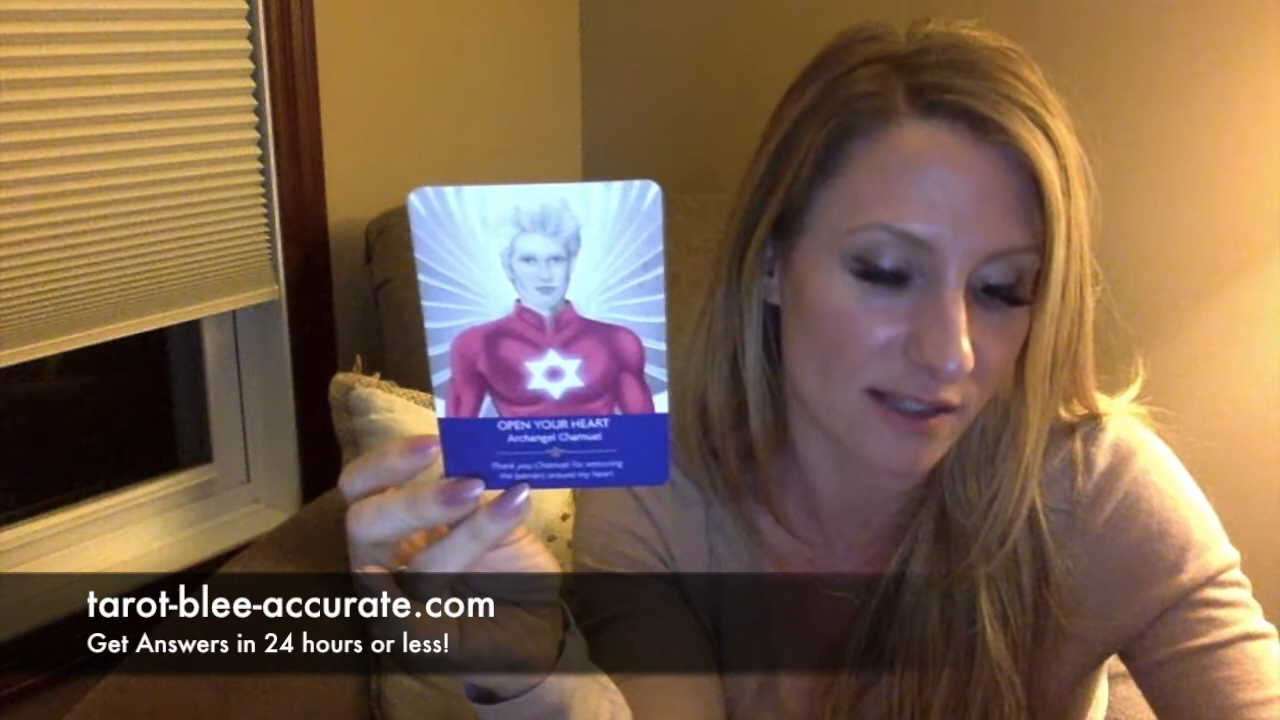 OPEN YOUR HEART
Archangel Chamuel
Thank you Chamuel for removing
the barriers around my heart
tarot-blee-accurate.com
Get Answers in 24 hours or less!